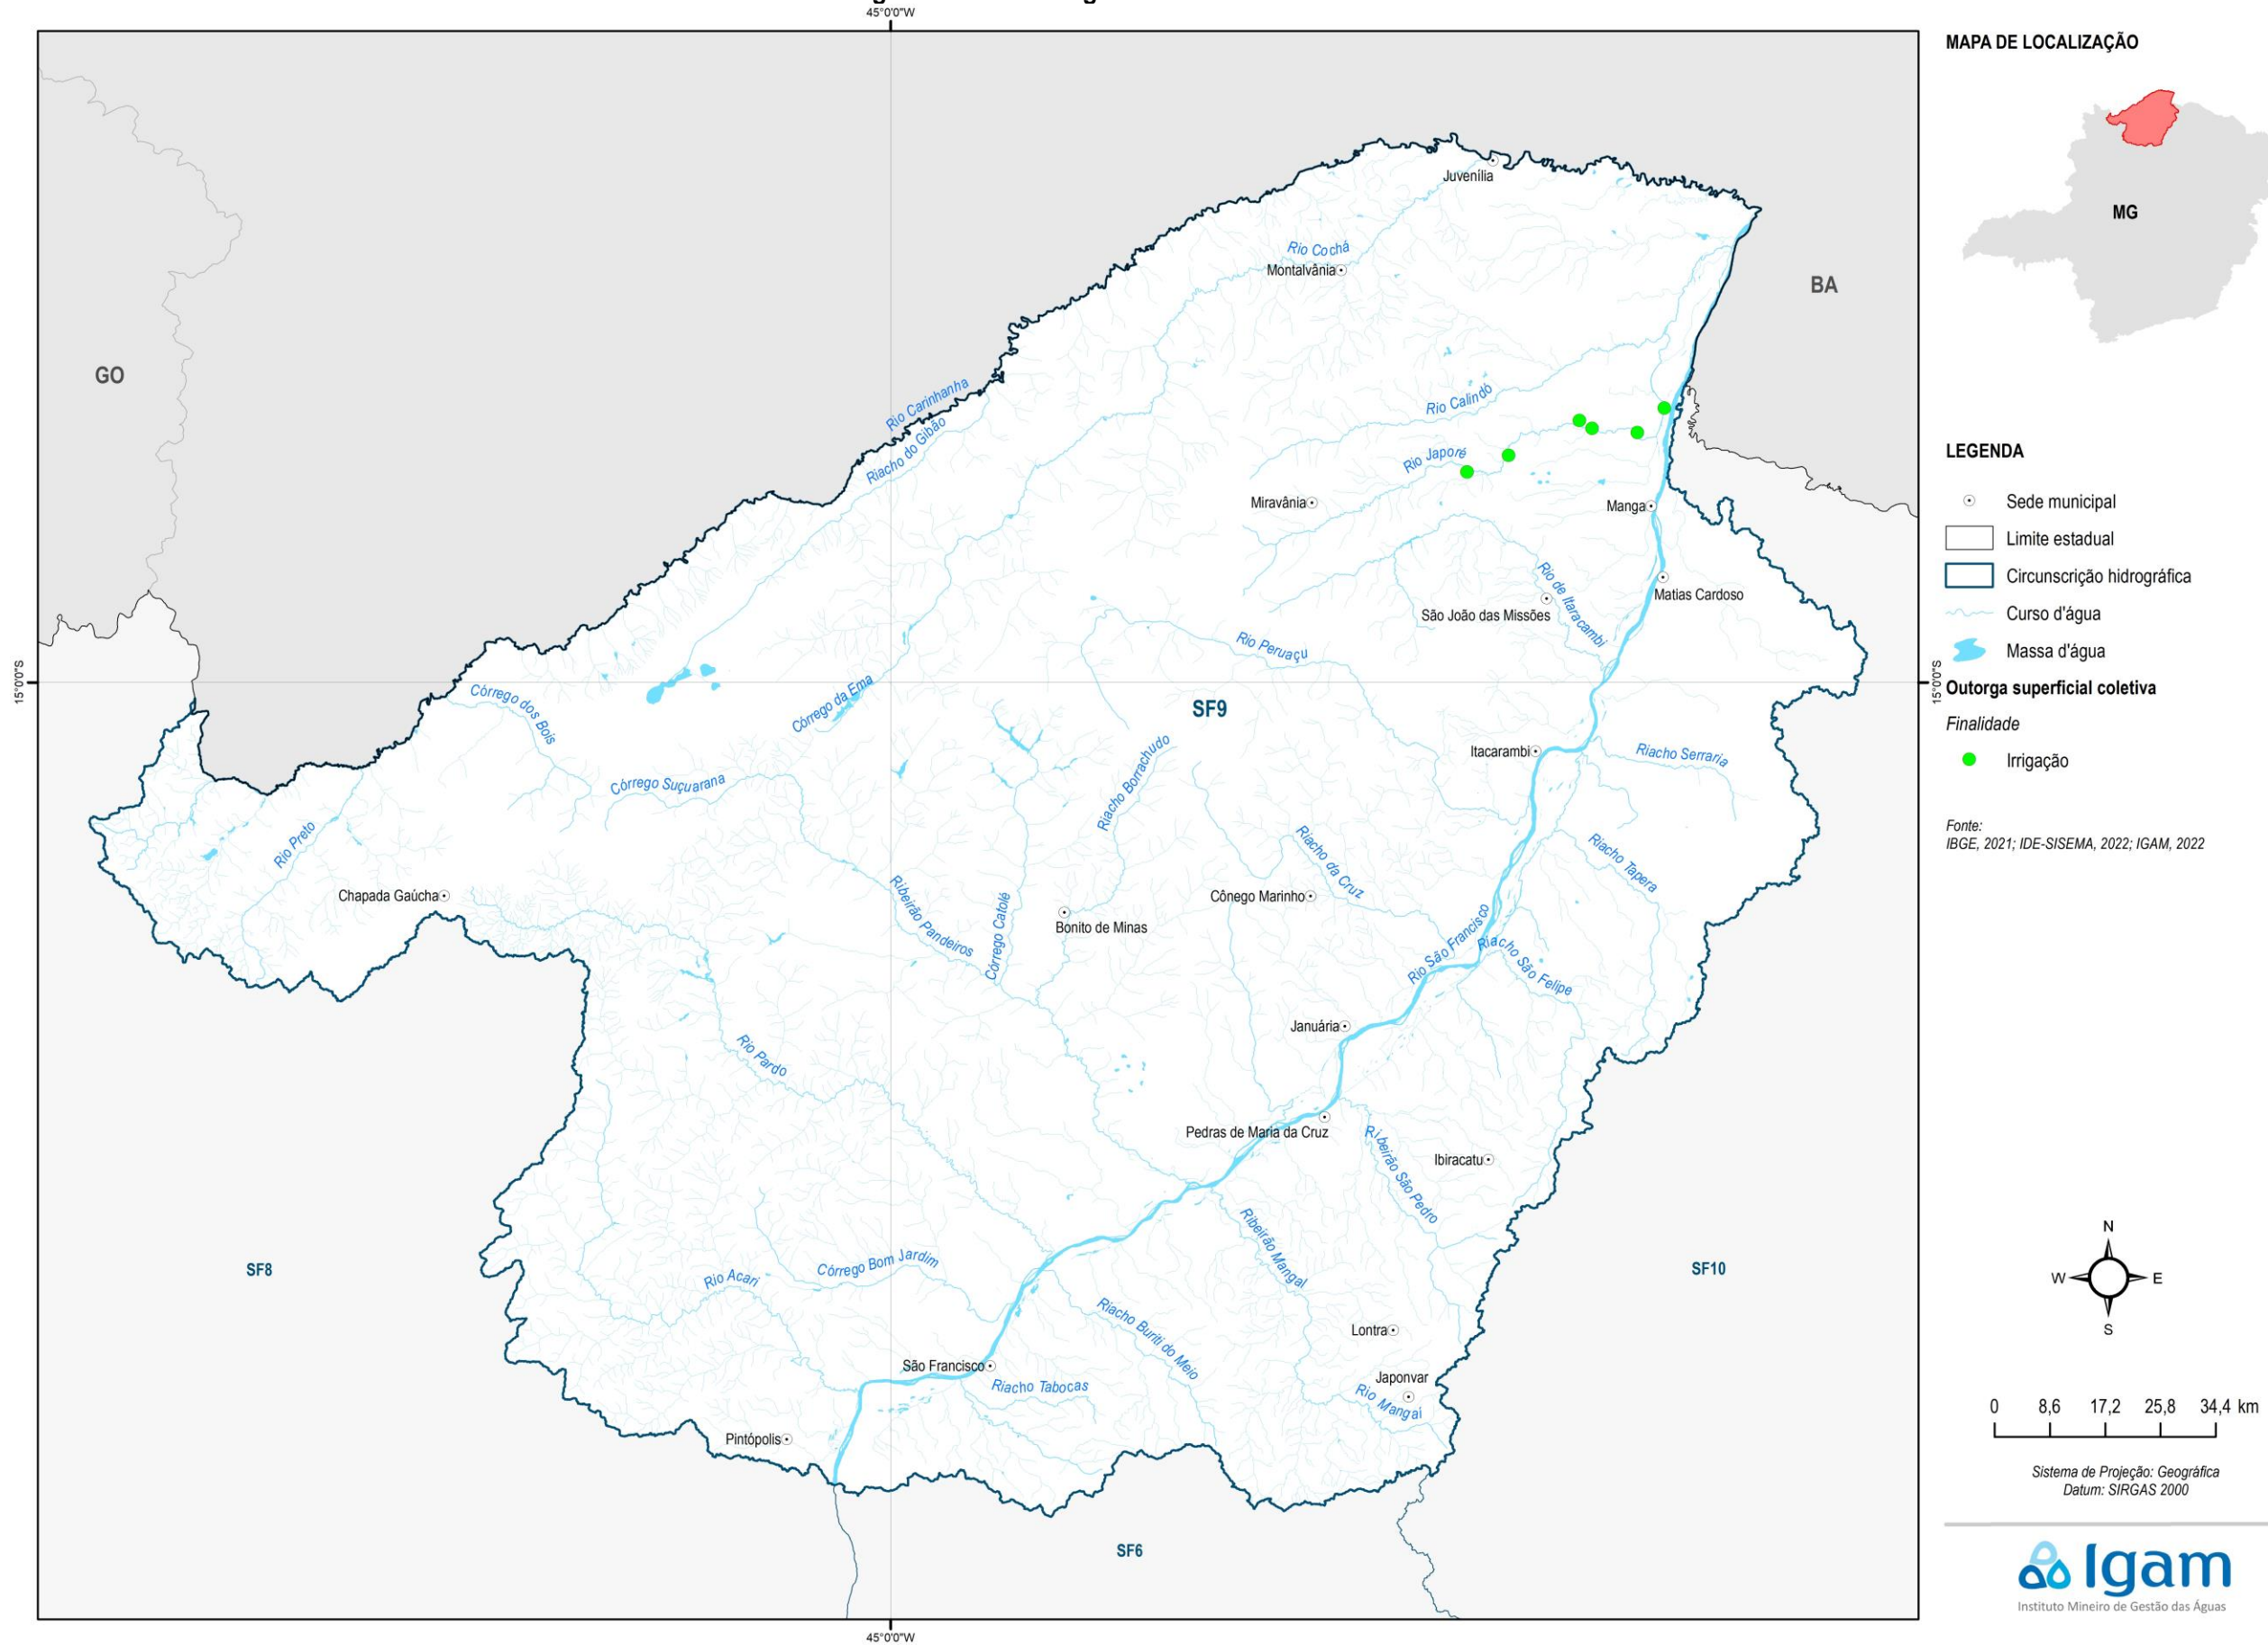 45°0'0"W
MAPA DE LOCALIZAÇÃO
MG
GO
BA
Juvenília
Rio Cochá
Montalvânia
Rio Carinhanha
Riacho do Gibão
Rio Calindó
Rio Japoré
Miravânia
Manga
Rio de Itaracambi
Matias Cardoso
São João das Missões
Rio Peruaçu
15°0'0"S
15°0'0"S
Córrego dos Bois
Córrego da Ema
SF9
Itacarambi
Riacho Serraria
Riacho Borrachudo
Córrego Suçuarana
Rio Preto
Riacho da Cruz
Riacho Tapera
Chapada Gaúcha
Cônego Marinho
Ribeirão Pandeiros
Córrego Catolé
Bonito de Minas
Rio São Francisco
Riacho São Felipe
Januária
Rio Pardo
Pedras de Maria da Cruz
Ribeirão São Pedro
Ibiracatu
Ribeirão Mangal
SF8
Rio Acari
Córrego Bom Jardim
SF10
Riacho Buriti do Meio
Lontra
São Francisco
Riacho Tabocas
Japonvar
Rio Mangaí
Pintópolis
SF6
45°0'0"W
LEGENDA
Sede municipal
Limite estadual
Circunscrição hidrográfica
Curso d'água
Massa d'água
Outorga superficial coletiva
Finalidade
Irrigação
Fonte:
IBGE, 2021; IDE-SISEMA, 2022; IGAM, 2022
N
W E
S
0 8,6 17,2 25,8 34,4 km
Sistema de Projeção: Geográfica
Datum: SIRGAS 2000
Igam
Instituto Mineiro de Gestão das Águas